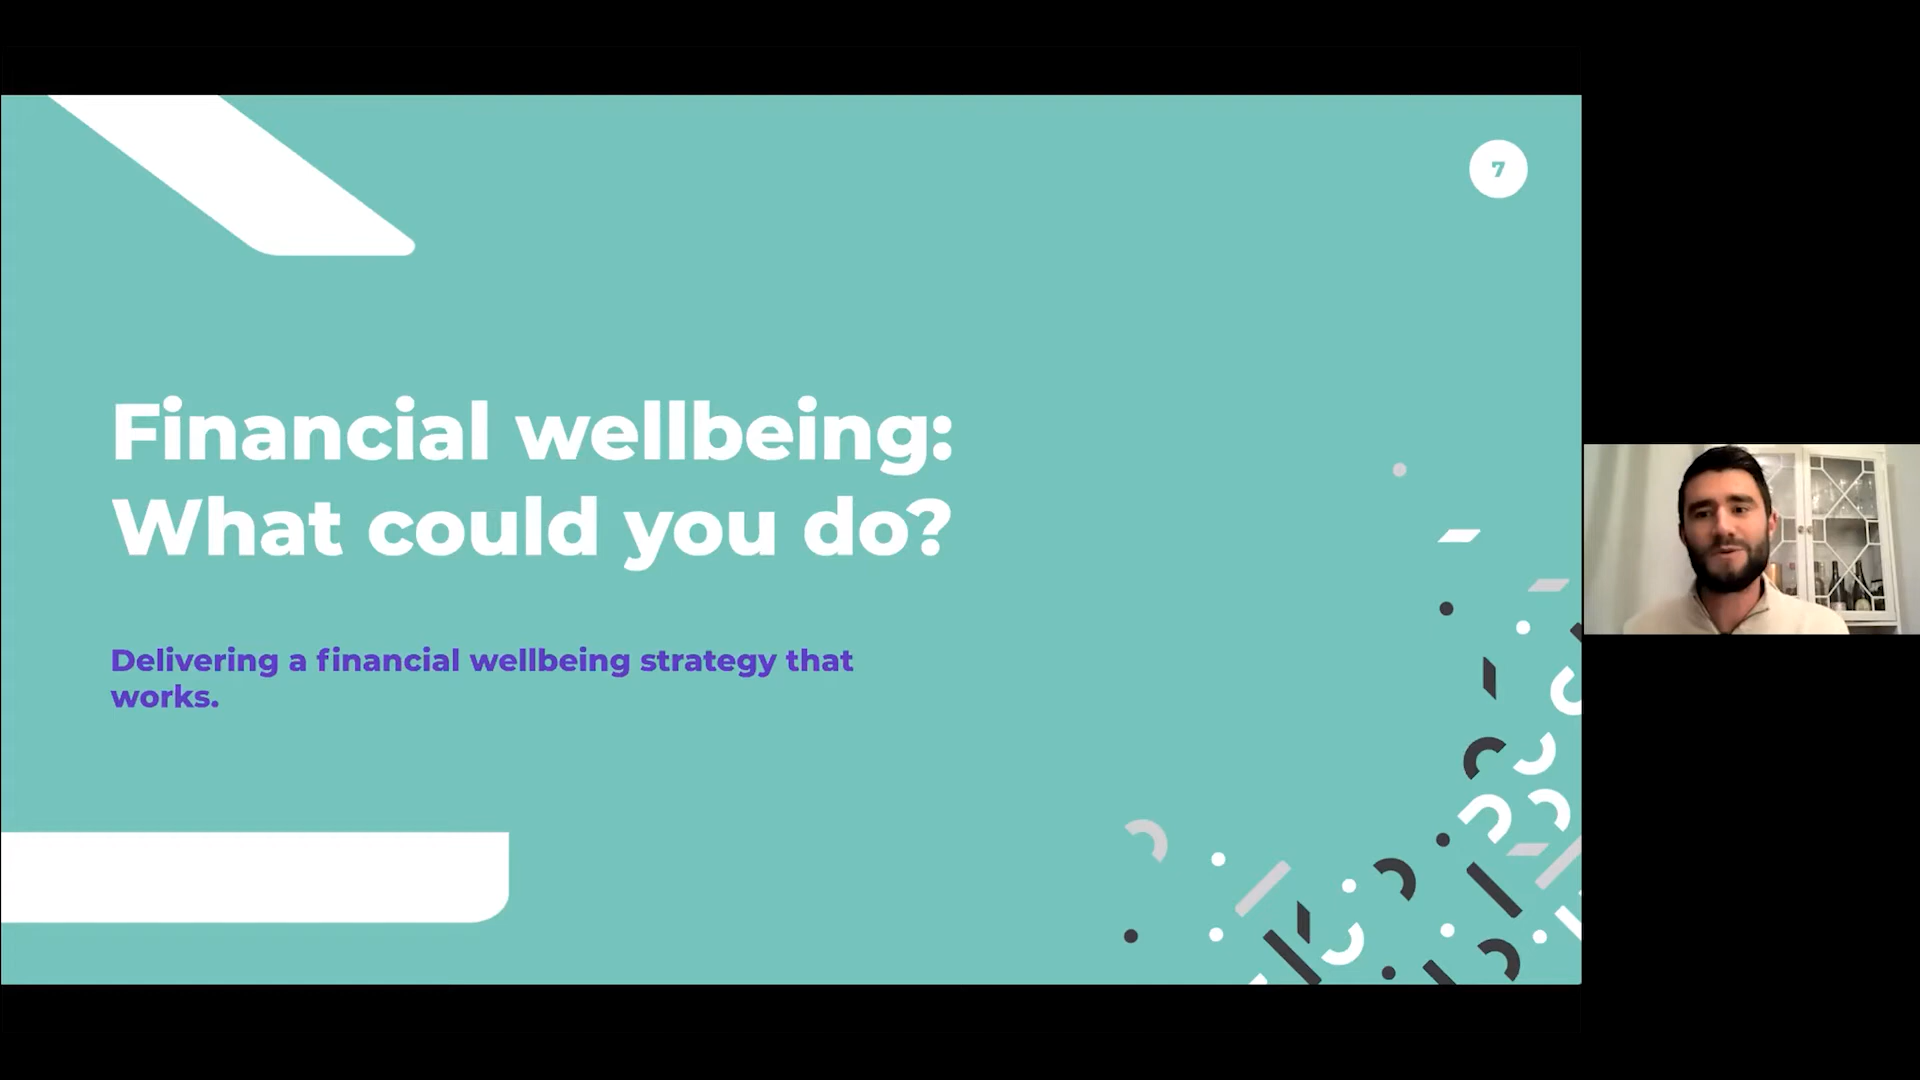 7
Financial wellbeing:
What could you do?
Delivering a financial wellbeing strategy that
works.